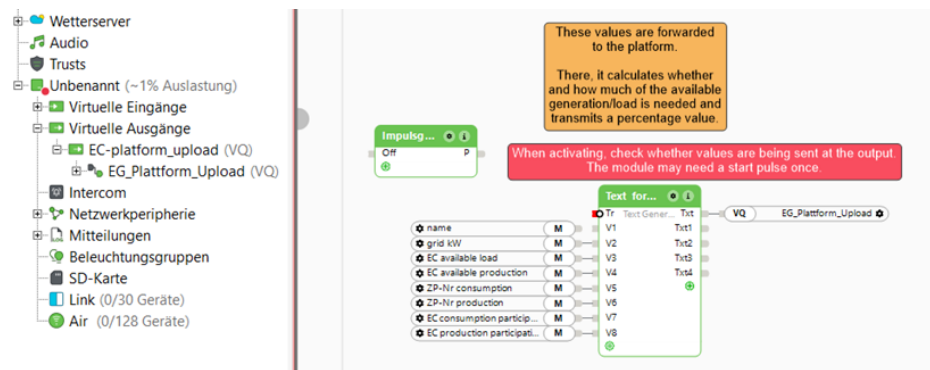 Wetterserver
Audio
Trusts
Unbenannt (~1% Auslastung)
Virtuelle Eingänge
Virtuelle Ausgänge
EC-platform_upload (VQ)
EG_Plattform_Upload (VQ)
Intercom
Netzwerkperipherie
Mitteilungen
Beleuchtungsgruppen
SD-Karte
Link (0/30 Geräte)
Air (0/128 Geräte)
These values are forwarded
to the platform.
There, it calculates whether
and how much of the available
generation/load is needed and
transmits a percentage value.
Impulsg...
Off P
When activating, check whether values are being sent at the output.
The module may need a start pulse once.
Text for...
Tr Text Gener... Txt VQ EG_Plattform_Upload
name M V1 Txt1
grid kW M V2 Txt2
EC available load M V3 Txt3
EC available production M V4 Txt4
ZP-Nr consumption M V5
ZP-Nr production M V6
EC consumption particip... M V7
EC production participati... M V8